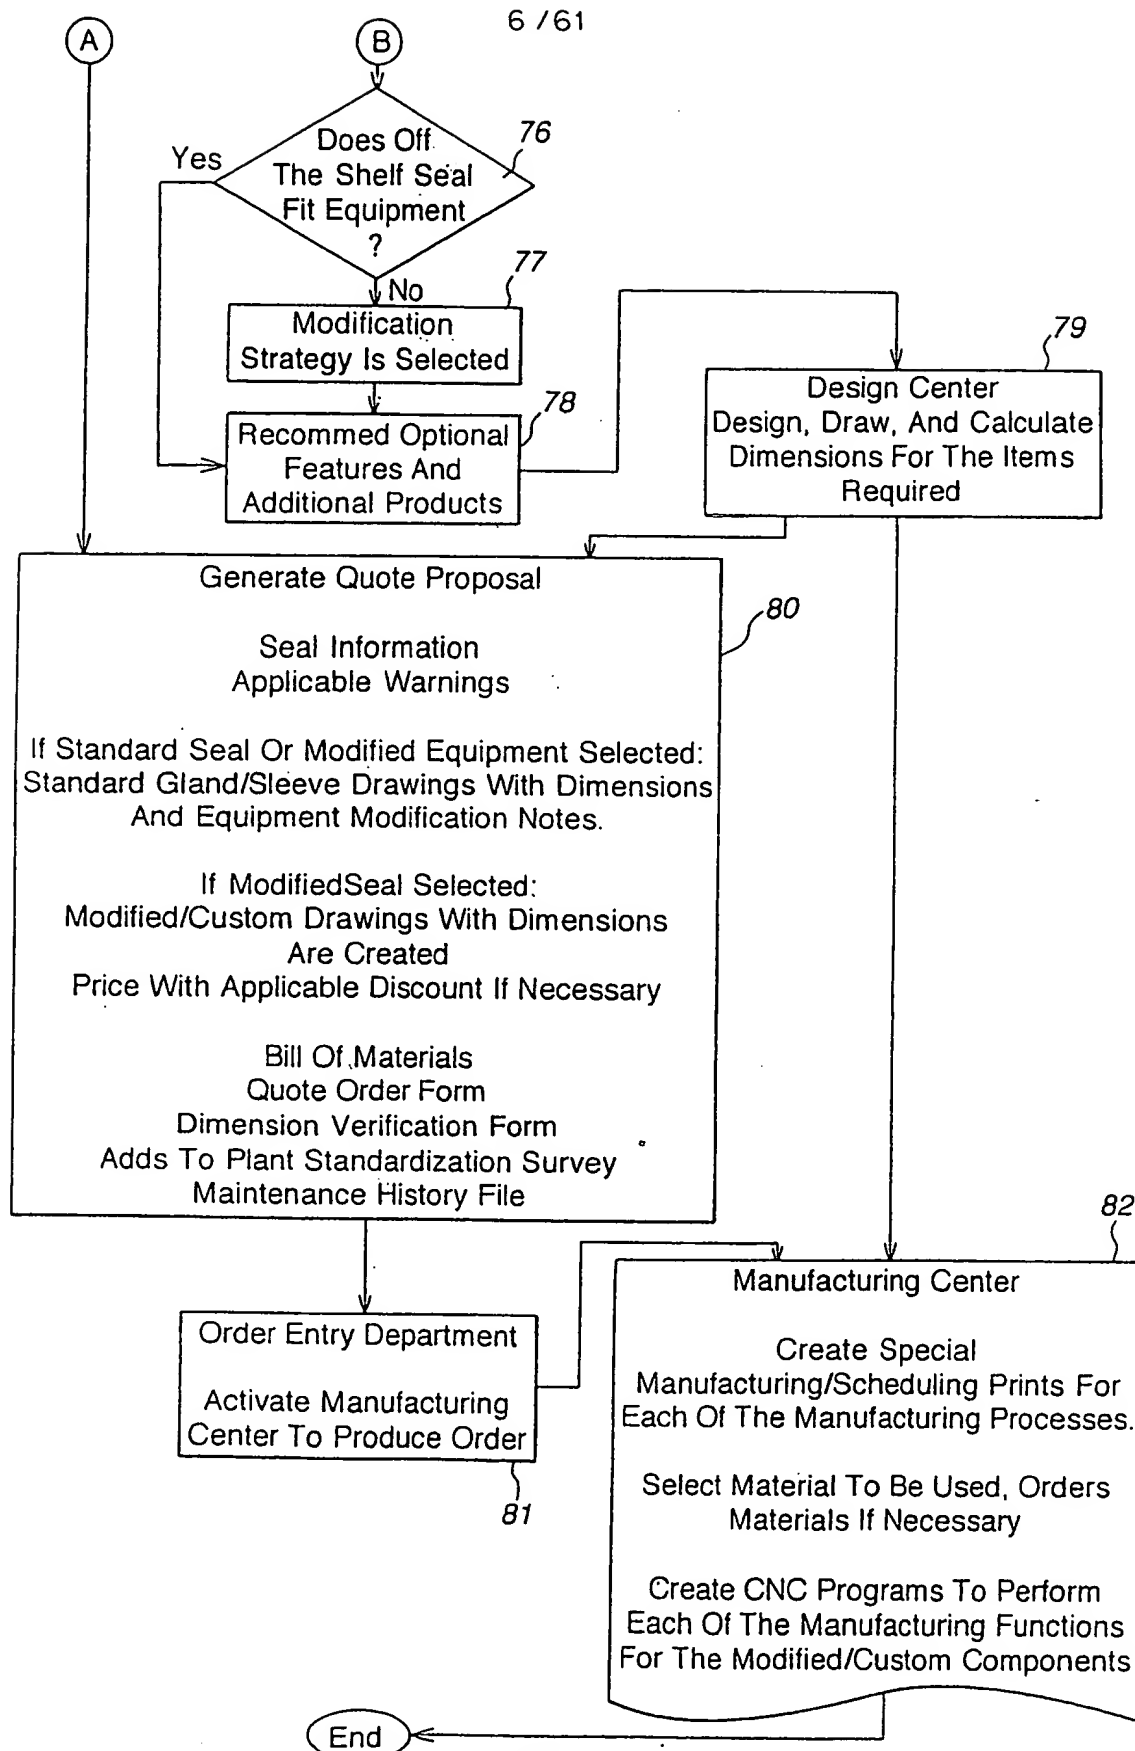 6 / 61
A
B
Does Off
The Shelf Seal
Fit Equipment
?
76
Yes
No
77
Modification
Strategy Is Selected
78
Recommed Optional
Features And
Additional Products
79
Design Center
Design, Draw, And Calculate
Dimensions For The Items
Required
80
Generate Quote Proposal
Seal Information
Applicable Warnings
If Standard Seal Or Modified Equipment Selected:
Standard Gland/Sleeve Drawings With Dimensions
And Equipment Modification Notes.
If ModifiedSeal Selected:
Modified/Custom Drawings With Dimensions
Are Created
Price With Applicable Discount If Necessary
Bill Of Materials
Quote Order Form
Dimension Verification Form
Adds To Plant Standardization Survey
Maintenance History File
Order Entry Department
Activate Manufacturing
Center To Produce Order
81
82
Manufacturing Center
Create Special
Manufacturing/Scheduling Prints For
Each Of The Manufacturing Processes.
Select Material To Be Used, Orders
Materials If Necessary
Create CNC Programs To Perform
Each Of The Manufacturing Functions
For The Modified/Custom Components
End